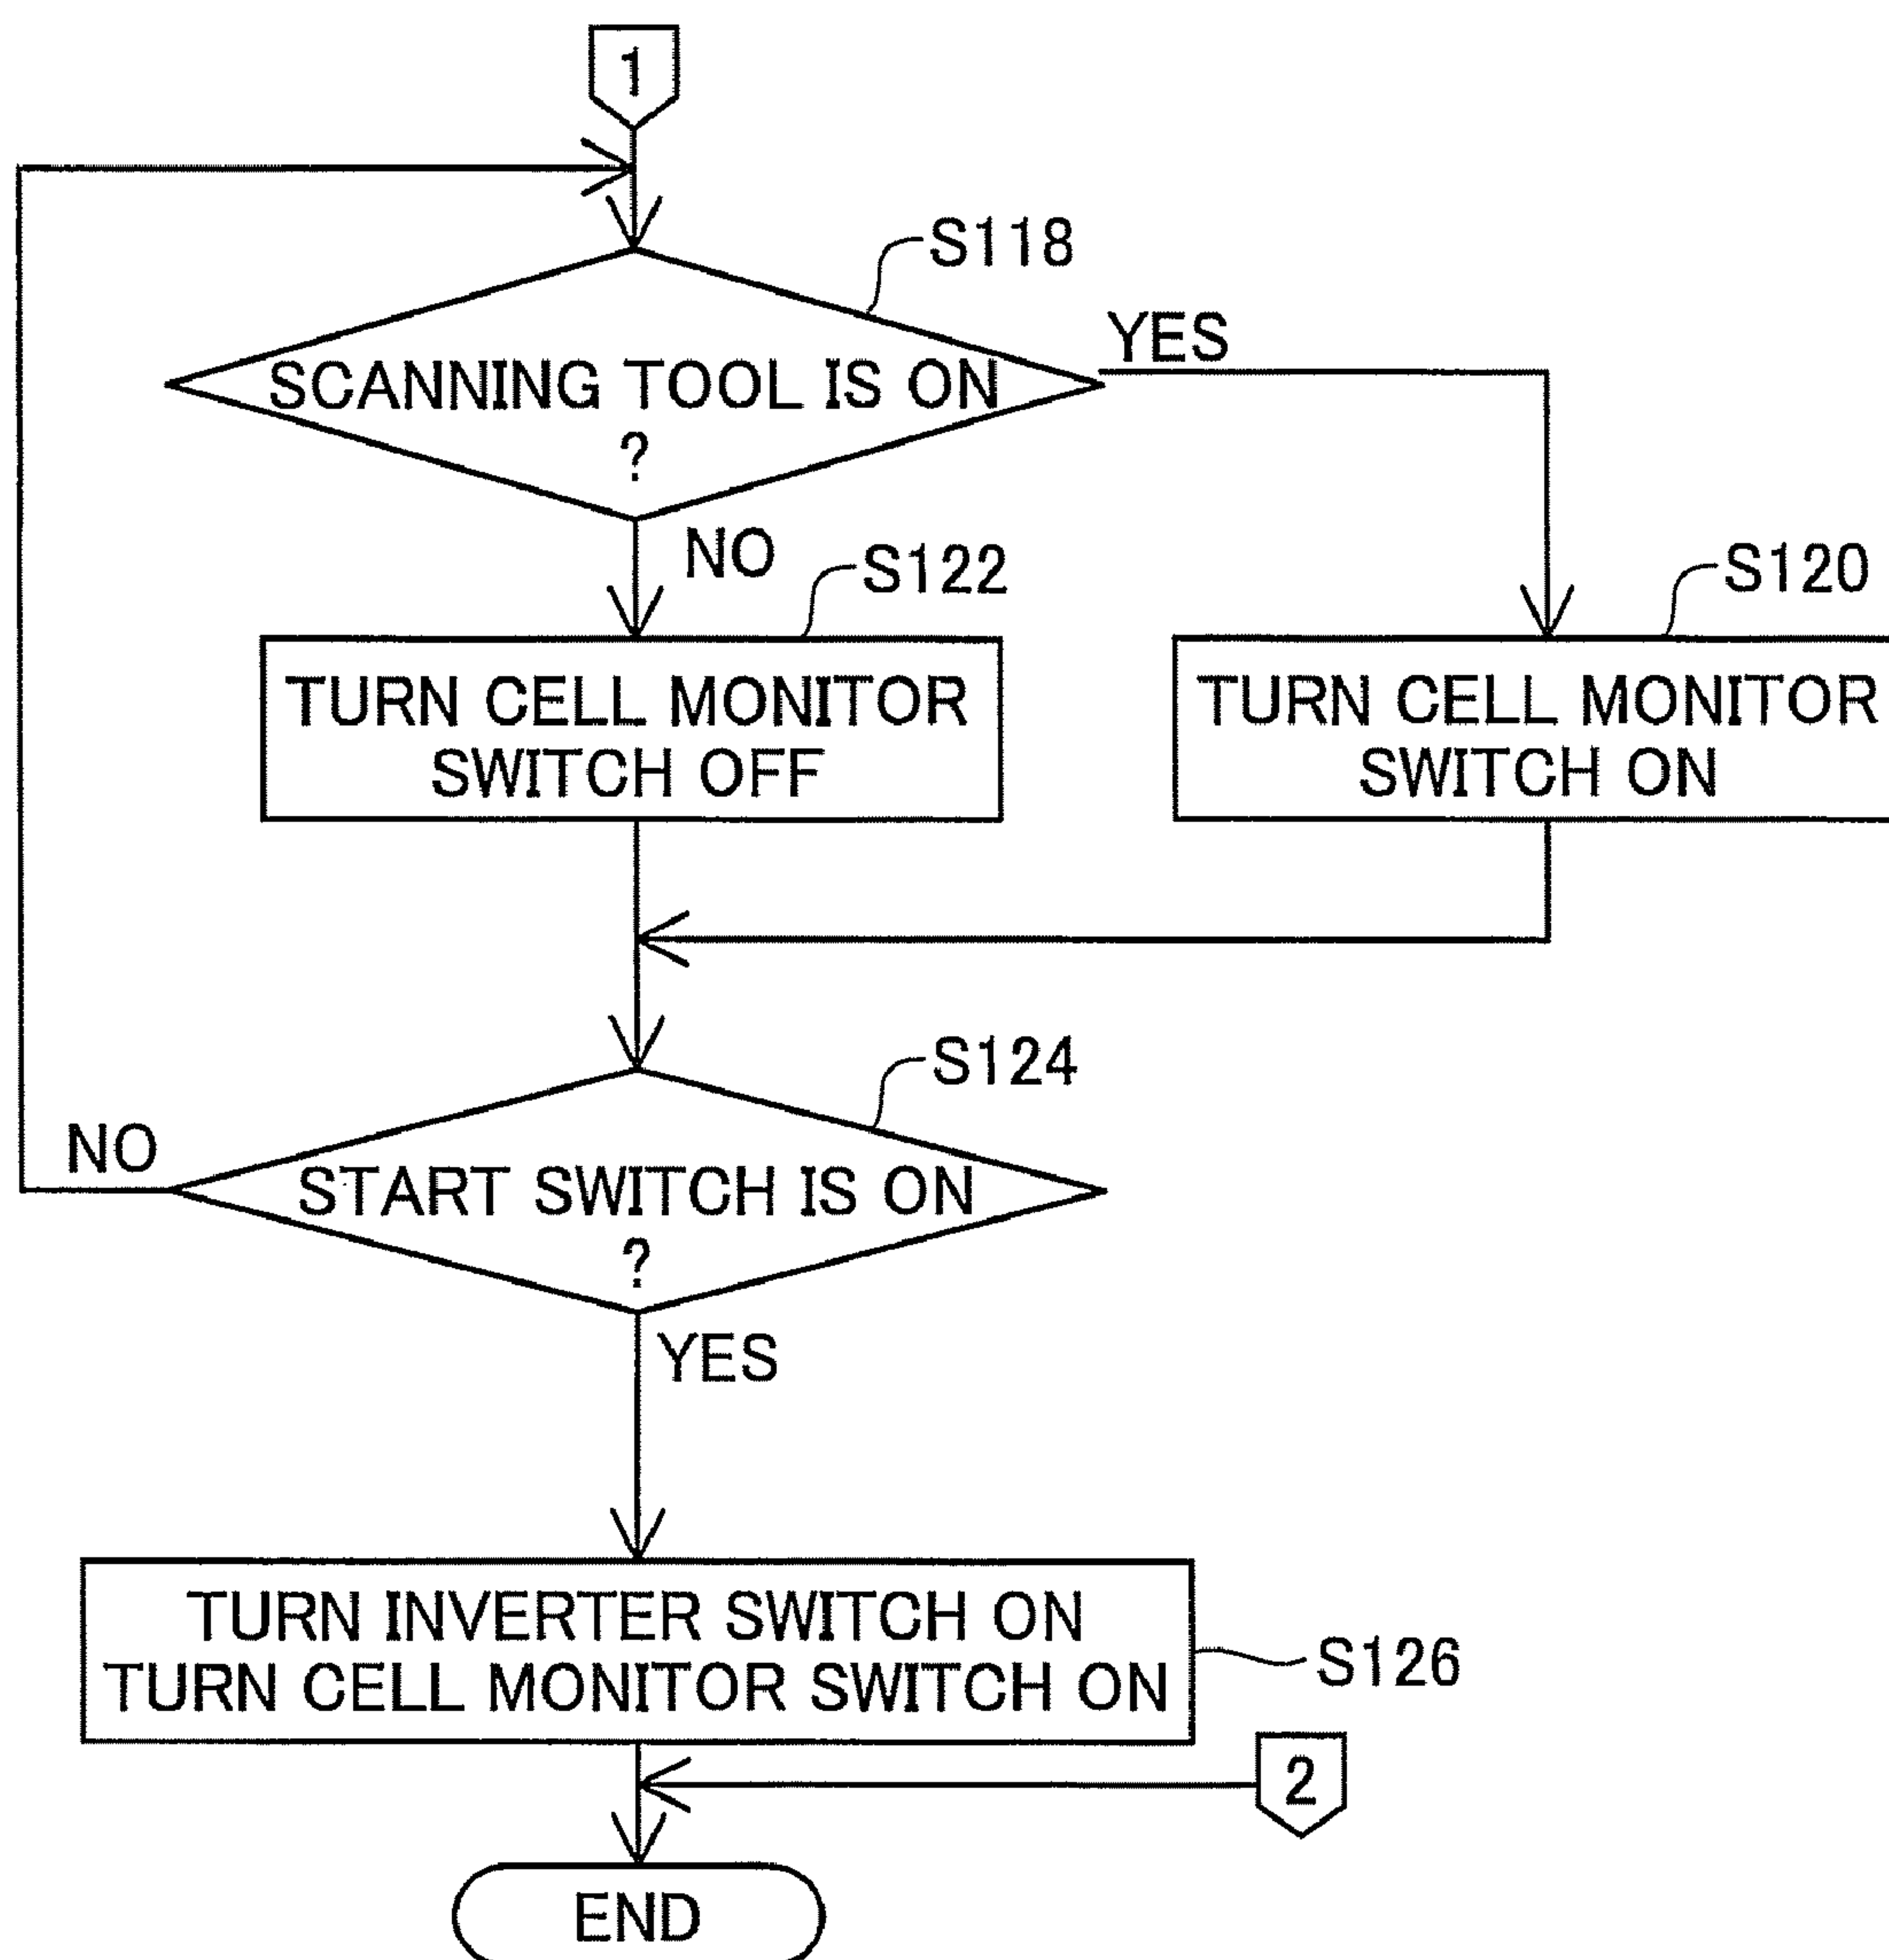 1
S118
YES
SCANNING TOOL IS ON
?
NO
S122
S120
TURN CELL MONITOR
SWITCH OFF
TURN CELL MONITOR
SWITCH ON
S124
NO
START SWITCH IS ON
?
YES
TURN INVERTER SWITCH ON
TURN CELL MONITOR SWITCH ON
S126
2
END